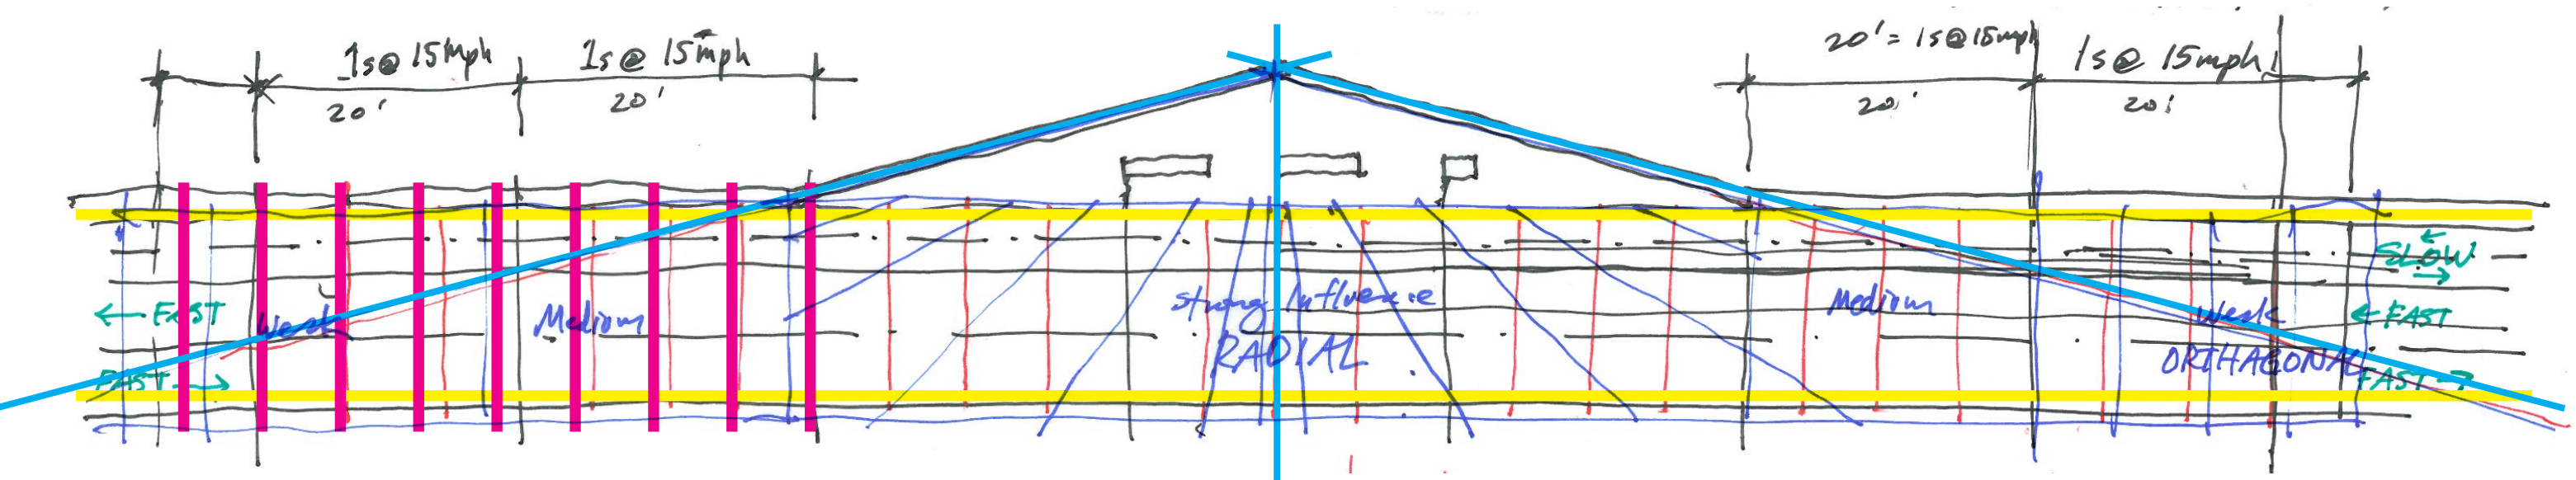 1s@ 15mph
20'
1s @ 15mph
20'
20' = 1s@15mph
20'
1s@ 15mph
20'
← FAST
FAST →
Weak
Medium
strong Influence
RADIAL
Medium
Weak
ORTHAGONAL
SLOW
← FAST
FAST →